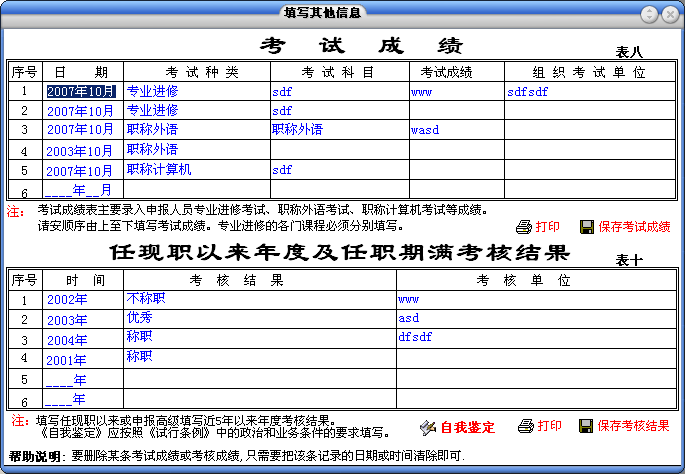 填写其他信息
考 试 成 绩
表八
序号 日 期 考 试 种 类 考 试 科 目 考试成绩 组 织 考 试 单 位
1 2007年10月 专业进修 sdf www sdfsdf
2 2007年10月 专业进修 sdf
3 2007年10月 职称外语 职称外语 wasd
4 2003年10月 职称外语
5 2007年10月 职称计算机 sdf
6 ____年__月
注: 考试成绩表主要录入申报人员专业进修考试、职称外语考试、职称计算机考试等成绩。
请安顺序由上至下填写考试成绩。专业进修的各门课程必须分别填写。 打印 保存考试成绩
任现职以来年度及任职期满考核结果
表十
序号 时 间 考 核 结 果 考 核 单 位
1 2002年 不称职 www
2 2003年 优秀 asd
3 2004年 称职 dfsdf
4 2001年 称职
5 ____年
6 ____年
注: 填写任现职以来或申报高级填写近5年以来年度考核结果。
《自我鉴定》应按照《试行条例》中的政治和业务条件的要求填写。 自我鉴定 打印 保存考核结果
帮助说明: 要删除某条考试成绩或考核成绩, 只需要把该条记录的日期或时间清除即可.